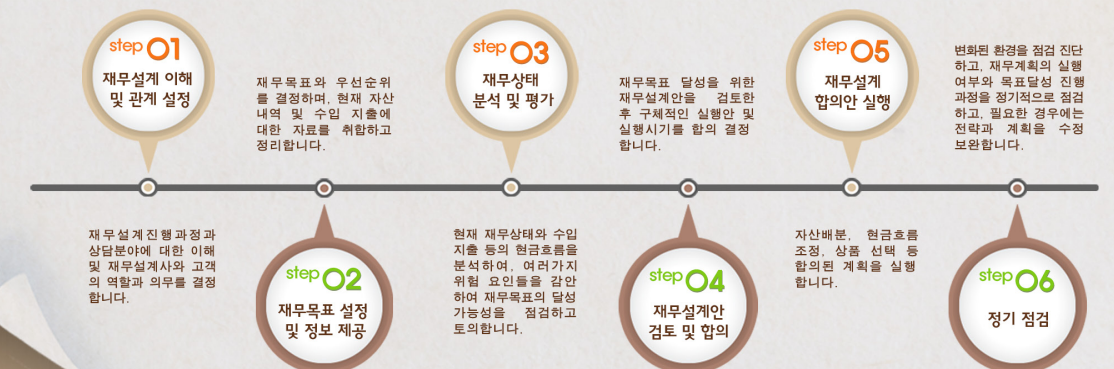 step 01
재무설계 이해
및 관계 설정
재무설계진행과정과
상담분야에 대한 이해
및 재무설계사와 고객
의 역할과 의무를 결정
합니다.
재무목표와 우선순위
를 결정하며, 현재 자산
내역 및 수입 지출에
대한 자료를 취합하고
정리합니다.
step 02
재무목표 설정
및 정보 제공
step 03
재무상태
분석 및 평가
현재 재무상태와 수입
지출 등의 현금흐름을
분석하여, 여러가지
위험 요인들을 감안
하여 재무목표의 달성
가능성을 점검하고
토의합니다.
재무목표 달성을 위한
재무설계안을 검토한
후 구체적인 실행안 및
실행시기를 합의 결정
합니다.
step 04
재무설계안
검토 및 합의
step 05
재무설계
합의안 실행
자산배분, 현금흐름
조정, 상품 선택 등
합의된 계획을 실행
합니다.
변화된 환경을 점검 진단
하고, 재무계획의 실행
여부와 목표달성 진행
과정을 정기적으로 점검
하고, 필요한 경우에는
전략과 계획을 수정
보완합니다.
step 06
정기 점검